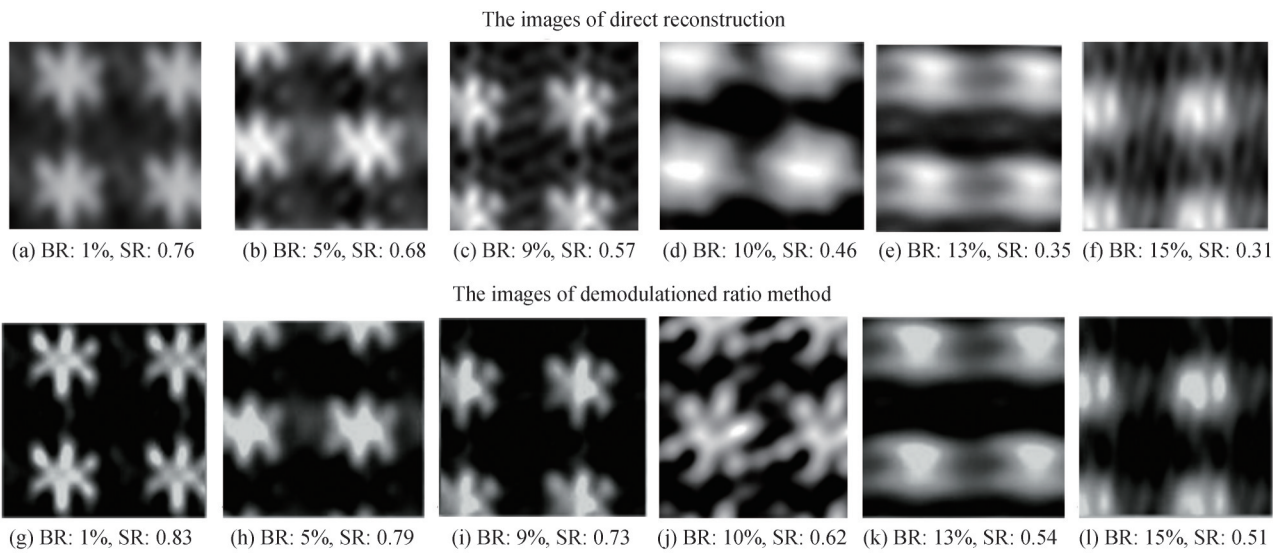 The images of direct reconstruction
(a) BR: 1%, SR: 0.76
(b) BR: 5%, SR: 0.68
(c) BR: 9%, SR: 0.57
(d) BR: 10%, SR: 0.46
(e) BR: 13%, SR: 0.35
(f) BR: 15%, SR: 0.31
The images of demodulationed ratio method
(g) BR: 1%, SR: 0.83
(h) BR: 5%, SR: 0.79
(i) BR: 9%, SR: 0.73
(j) BR: 10%, SR: 0.62
(k) BR: 13%, SR: 0.54
(l) BR: 15%, SR: 0.51